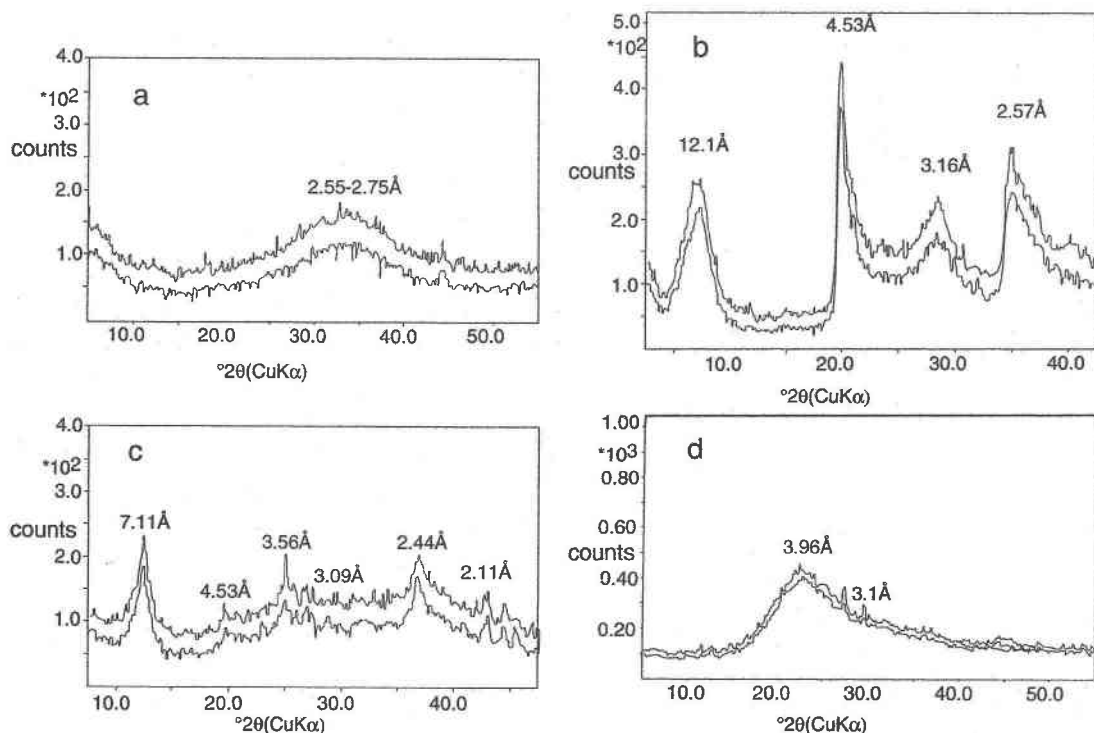 a
4.0
*10²
3.0
counts
2.0
1.0
2.55-2.75Å
10.0 20.0 30.0 40.0 50.0
°2θ(CuKα)
b
5.0
*10²
4.0
3.0
counts
2.0
1.0
12.1Å
4.53Å
3.16Å
2.57Å
10.0 20.0 30.0 40.0
°2θ(CuKα)
c
4.0
*10²
3.0
counts
2.0
1.0
7.11Å
4.53Å
3.56Å
3.09Å
2.44Å
2.11Å
10.0 20.0 30.0 40.0
°2θ(CuKα)
d
1.00
*10³
0.80
0.60
counts
0.40
0.20
3.96Å
3.1Å
10.0 20.0 30.0 40.0 50.0
°2θ(CuKα)